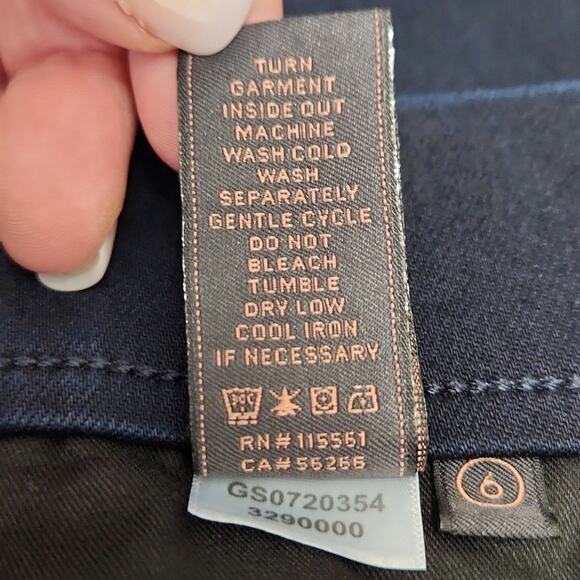 TURN
GARMENT
INSIDE OUT
MACHINE
WASH COLD
WASH
SEPARATELY
GENTLE CYCLE
DO NOT
BLEACH
TUMBLE
DRY LOW
COOL IRON
IF NECESSARY
30C
RN# 115561
CA# 56266
GS0720354
3290000
6